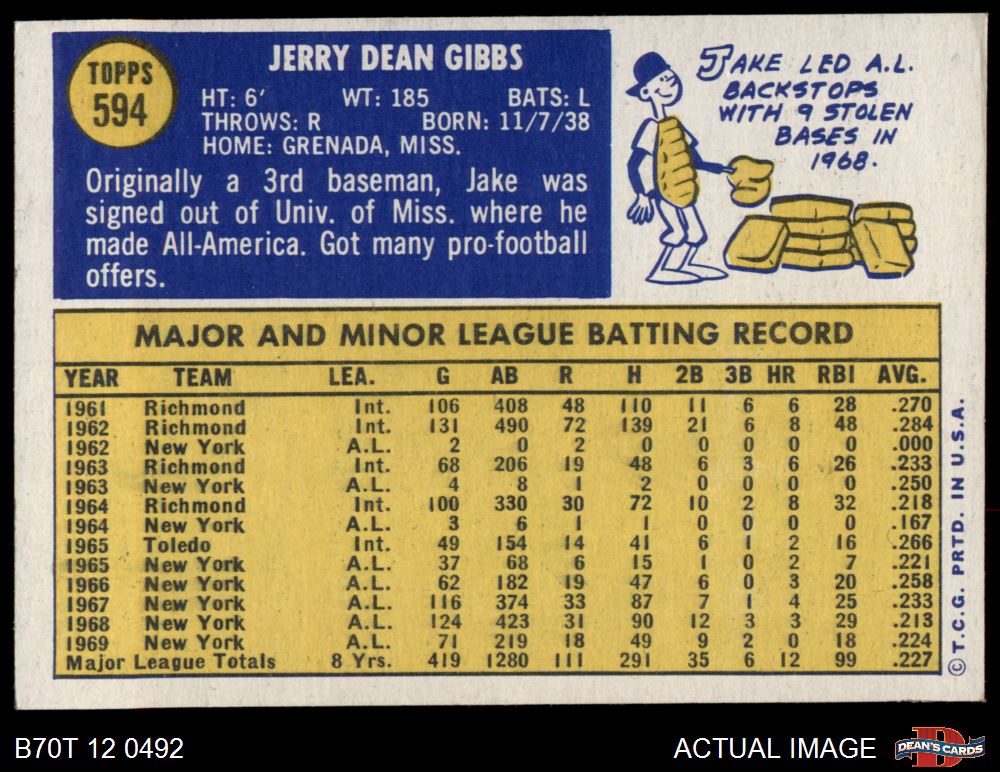 TOPPS
594
JERRY DEAN GIBBS
HT: 6' WT: 185 BATS: L
THROWS: R BORN: 11/7/38
HOME: GRENADA, MISS.
Originally a 3rd baseman, Jake was
signed out of Univ. of Miss. where he
made All-America. Got many pro-football
offers.
JAKE LED A.L.
BACKSTOPS
WITH 9 STOLEN
BASES IN
1968.
MAJOR AND MINOR LEAGUE BATTING RECORD
YEAR TEAM LEA. G AB R H 2B 3B HR RBI AVG.
1961 Richmond Int. 106 408 48 110 11 6 6 28 .270
1962 Richmond Int. 131 490 72 139 21 6 8 48 .284
1962 New York A.L. 2 0 2 0 0 0 0 0 .000
1963 Richmond Int. 68 206 19 48 6 3 6 26 .233
1963 New York A.L. 4 8 1 2 0 0 0 0 .250
1964 Richmond Int. 100 330 30 72 10 2 8 32 .218
1964 New York A.L. 3 6 1 1 0 0 0 0 .167
1965 Toledo Int. 49 154 14 41 6 1 2 16 .266
1965 New York A.L. 37 68 6 15 1 0 2 7 .221
1966 New York A.L. 62 182 19 47 6 0 3 20 .258
1967 New York A.L. 116 374 33 87 7 1 4 25 .233
1968 New York A.L. 124 423 31 90 12 3 3 29 .213
1969 New York A.L. 71 219 18 49 9 2 0 18 .224
Major League Totals 8 Yrs. 419 1280 111 291 35 6 12 99 .227
© T.C.G. PRTD. IN U.S.A.
B70T 12 0492
ACTUAL IMAGE
DEAN'S CARDS